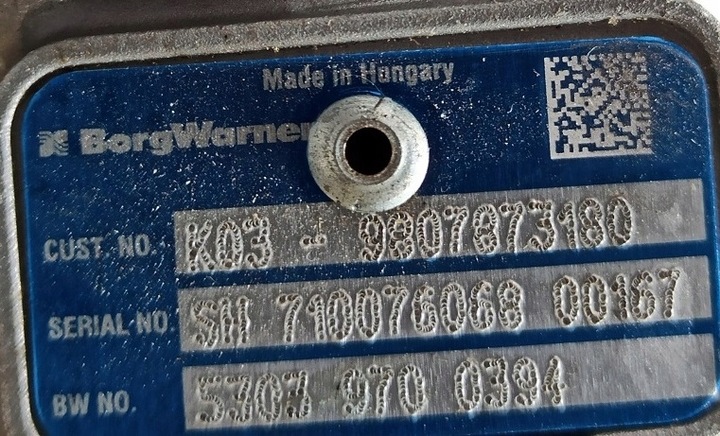 Made in Hungary
BorgWarner
CUST. NO. K03 - 9807873180
SERIAL NO. SH 710076068 00167
BW NO. 5303 970 0394